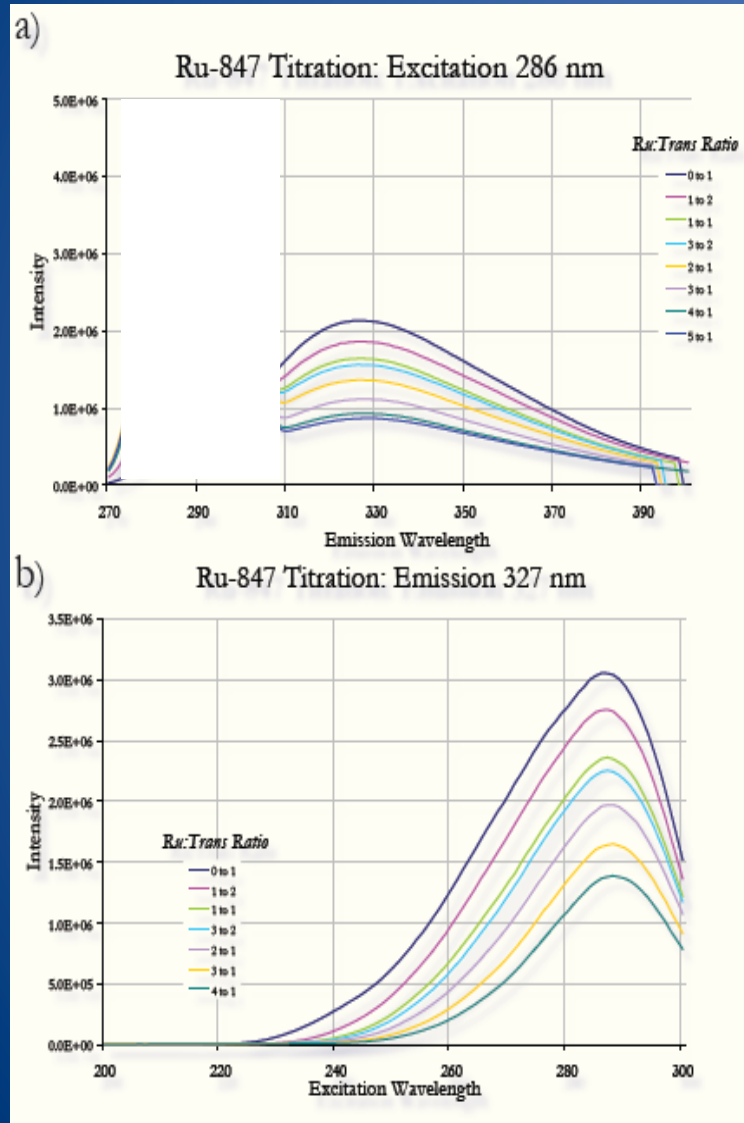 a)
Ru-847 Titration: Excitation 286 nm
5.0E+06
4.0E+06
3.0E+06
2.0E+06
1.0E+06
0.0E+00
Intensity
Ru:Trans Ratio
0 to 1
1 to 2
1 to 1
3 to 2
2 to 1
3 to 1
4 to 1
5 to 1
270 290 310 330 350 370 390
Emission Wavelength
b)
Ru-847 Titration: Emission 327 nm
3.5E+06
3.0E+06
2.5E+06
2.0E+06
1.5E+06
1.0E+06
5.0E+05
0.0E+00
Intensity
Ru:Trans Ratio
0 to 1
1 to 2
1 to 1
3 to 2
2 to 1
3 to 1
4 to 1
200 220 240 260 280 300
Excitation Wavelength